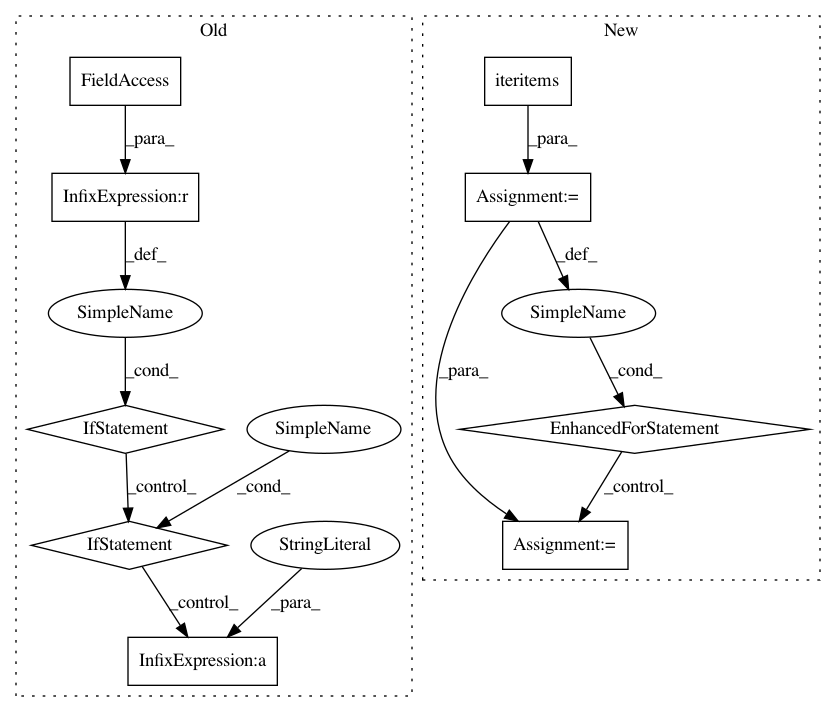 Old
New
FieldAccess
iteritems
_para_
_para_
InfixExpression:r
Assignment:=
_def_
_def_
SimpleName
SimpleName
_cond_
_para_
_cond_
IfStatement
SimpleName
EnhancedForStatement
_control_
_cond_
_control_
IfStatement
StringLiteral
Assignment:=
_control_
_para_
InfixExpression:a